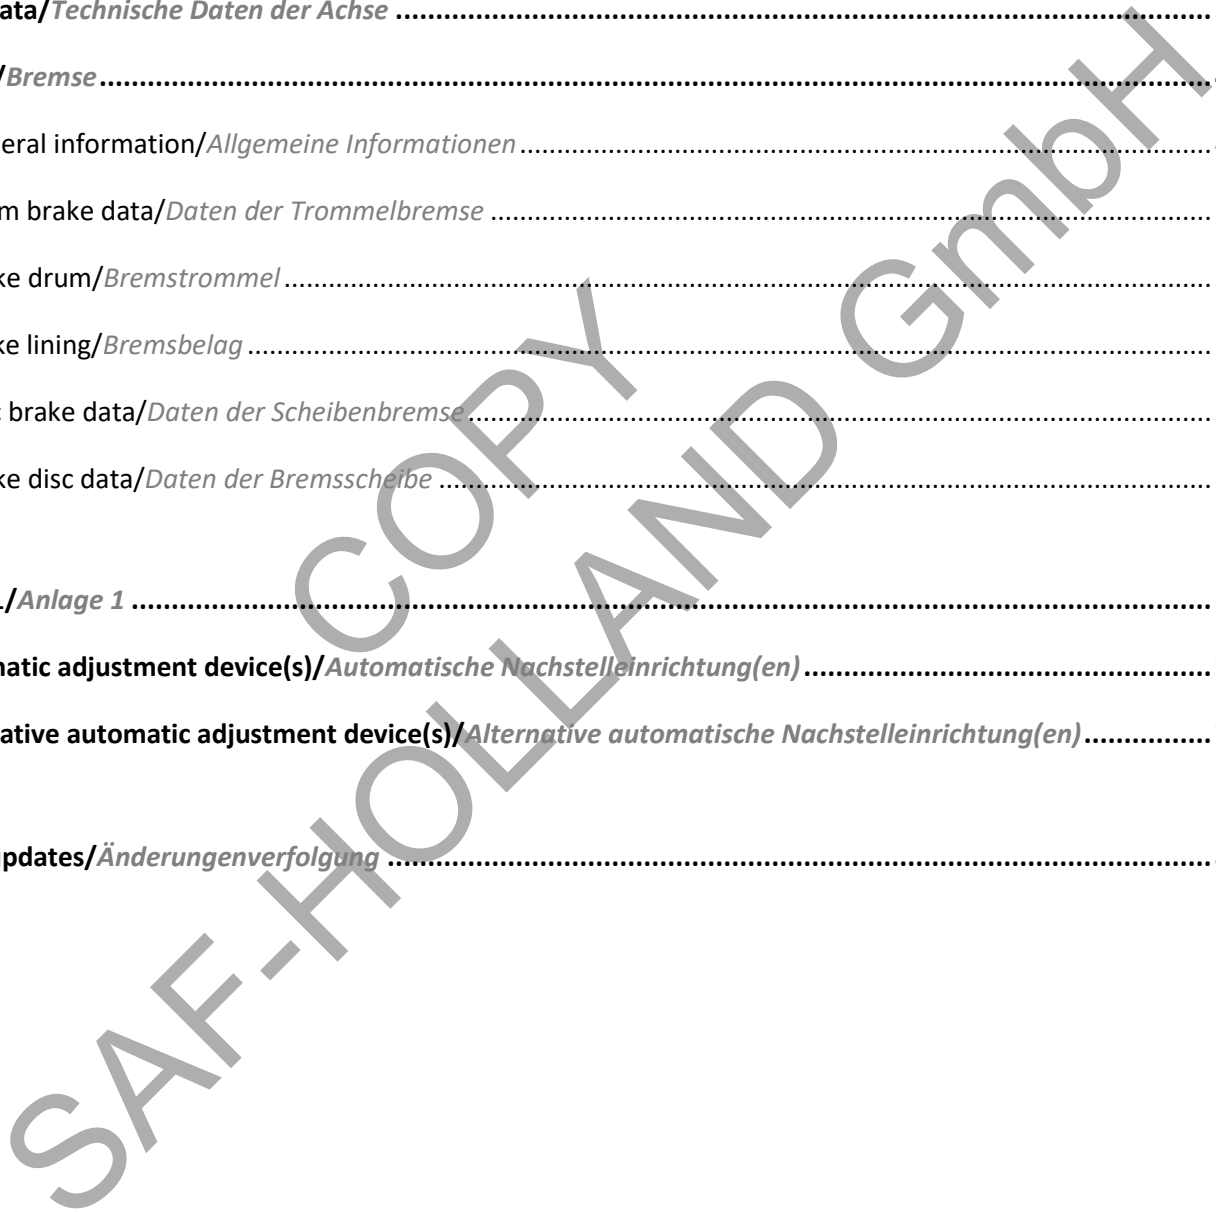 ata/Technische Daten der Achse ........................................................
/Bremse ........................................................
eral information/Allgemeine Informationen ........................................................
m brake data/Daten der Trommelbremse ........................................................
ke drum/Bremstrommel ........................................................
ke lining/Bremsbelag ........................................................
brake data/Daten der Scheibenbremse ........................................................
ke disc data/Daten der Bremsscheibe ........................................................
/Anlage 1 ........................................................
natic adjustment device(s)/Automatische Nachstelleinrichtung(en) ........................................
ative automatic adjustment device(s)/Alternative automatische Nachstelleinrichtung(en) ................
updates/Änderungenverfolgung ........................................................
COPY
SAF-HOLLAND GmbH